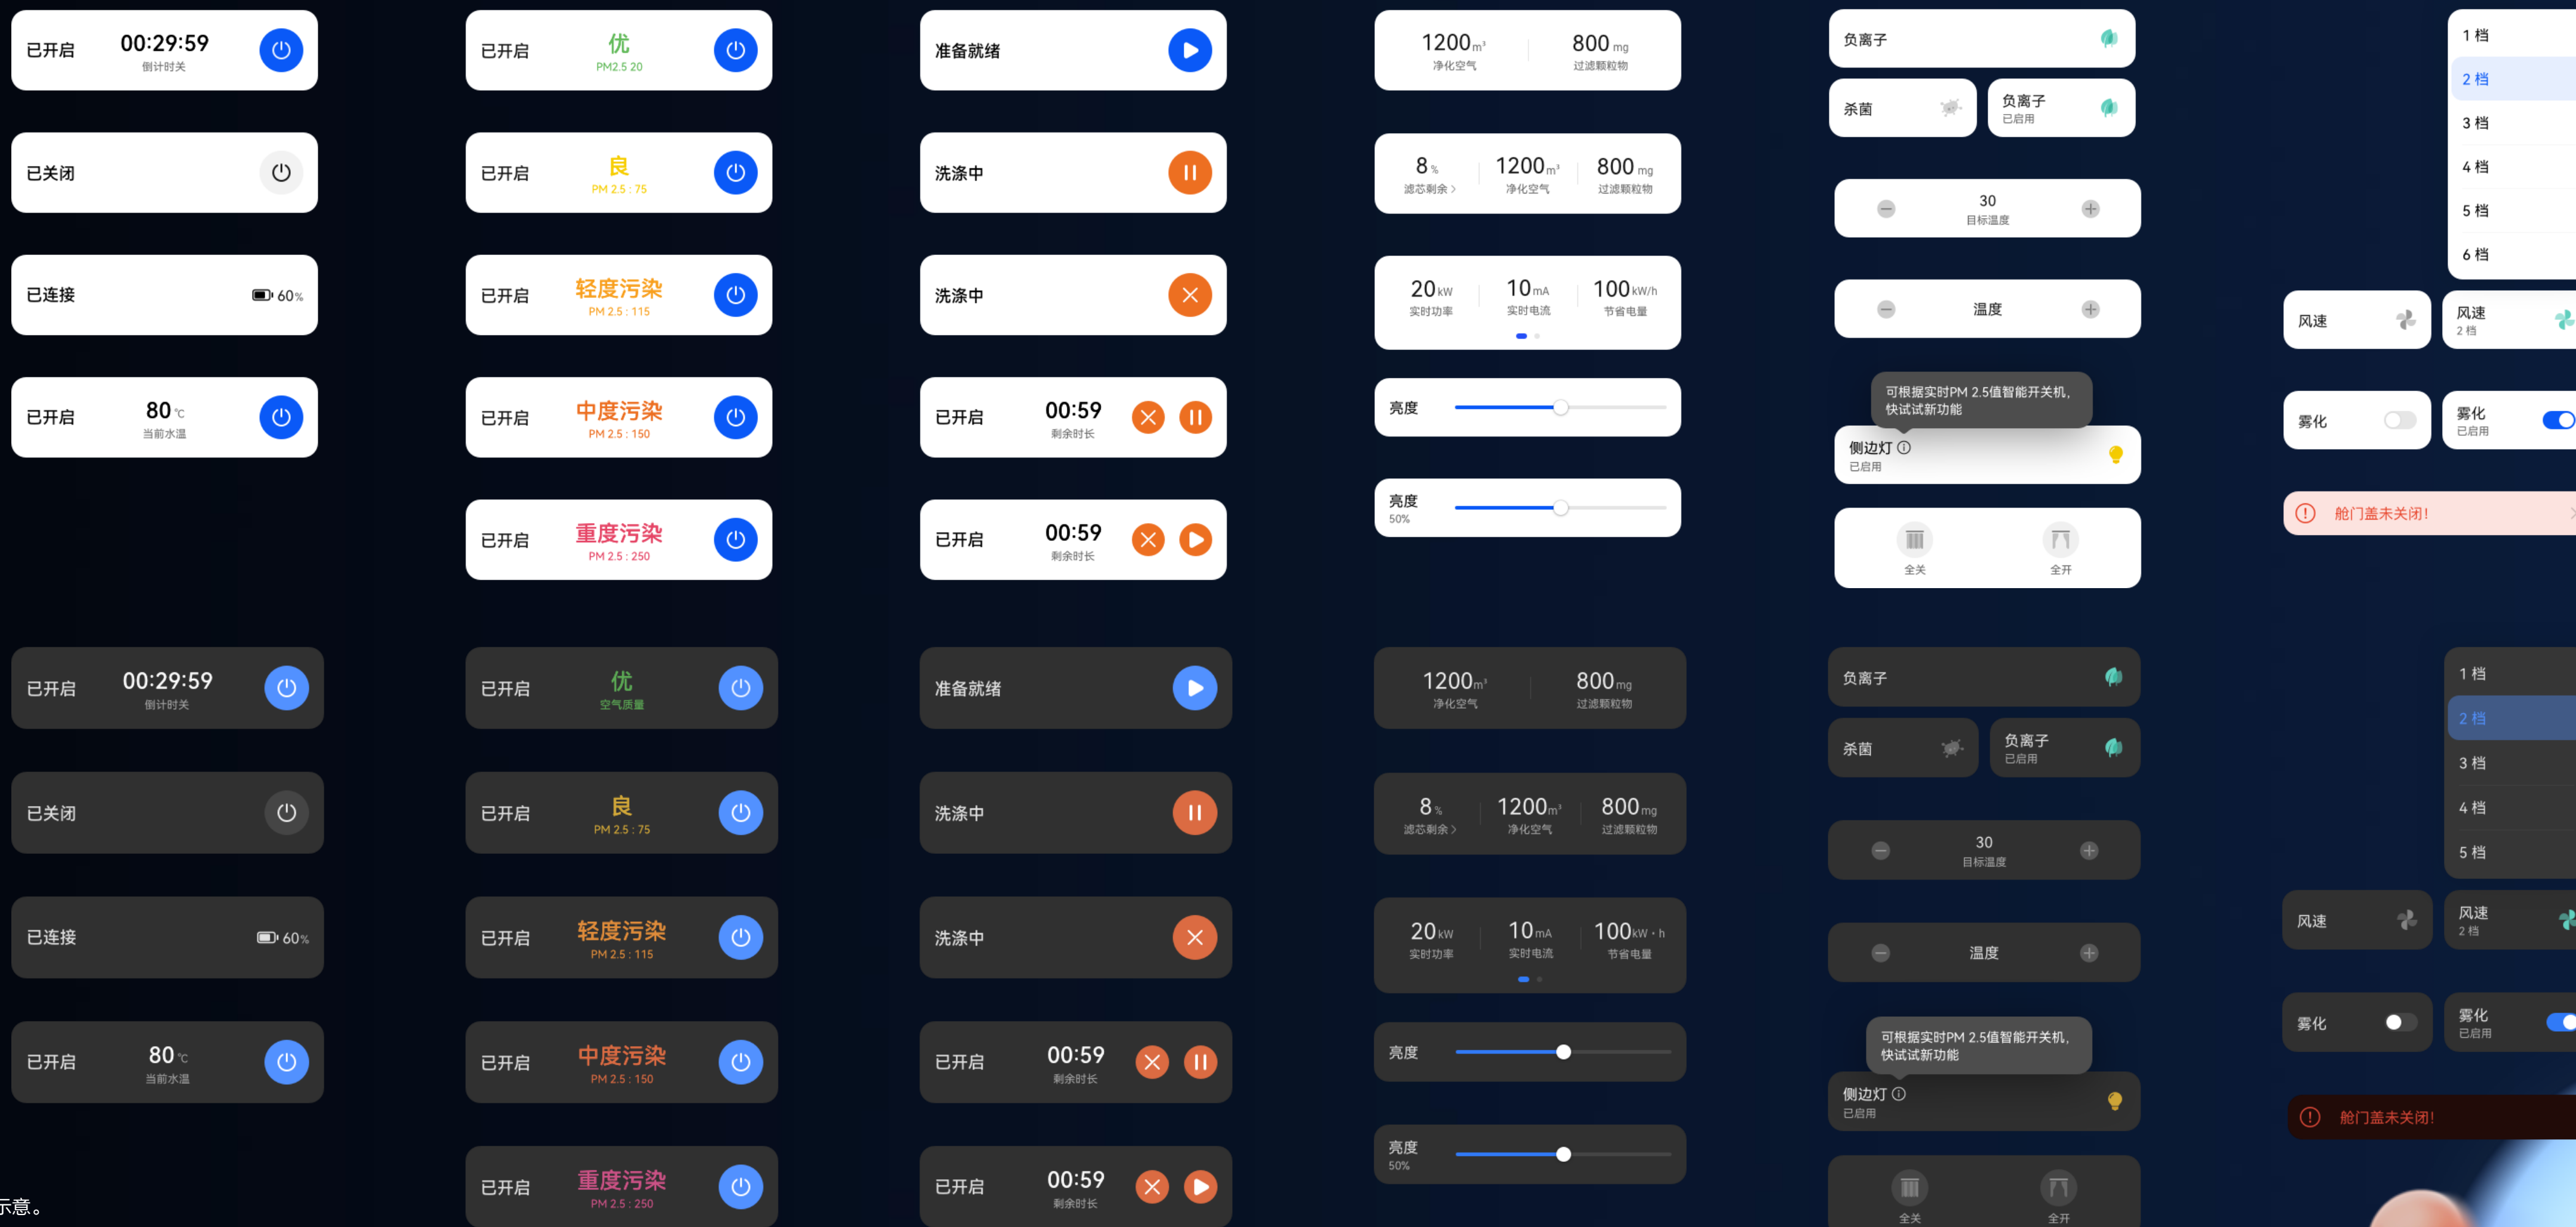 已开启
00:29:59
倒计时关
已关闭
已连接
60%
已开启
80 ℃
当前水温
已开启
优
PM2.5 20
已开启
良
PM 2.5 : 75
已开启
轻度污染
PM 2.5 : 115
已开启
中度污染
PM 2.5 : 150
已开启
重度污染
PM 2.5 : 250
准备就绪
洗涤中
洗涤中
已开启
00:59
剩余时长
已开启
00:59
剩余时长
1200m³
净化空气
800 mg
过滤颗粒物
8 %
滤芯剩余
1200m³
净化空气
800 mg
过滤颗粒物
20kW
实时功率
10mA
实时电流
100kW/h
节省电量
亮度
亮度
50%
负离子
杀菌
负离子
已启用
30
目标温度
温度
可根据实时PM 2.5值智能开关机，
快试试新功能
侧边灯
已启用
全关
全开
1 档
2 档
3 档
4 档
5 档
6 档
风速
风速
2 档
雾化
雾化
已启用
舱门盖未关闭！
已开启
00:29:59
倒计时关
已关闭
已连接
60%
已开启
80 ℃
当前水温
已开启
优
空气质量
已开启
良
PM 2.5 : 75
已开启
轻度污染
PM 2.5 : 115
已开启
中度污染
PM 2.5 : 150
已开启
重度污染
PM 2.5 : 250
准备就绪
洗涤中
洗涤中
已开启
00:59
剩余时长
已开启
00:59
剩余时长
1200m³
净化空气
800mg
过滤颗粒物
8 %
滤芯剩余
1200m³
净化空气
800mg
过滤颗粒物
20kW
实时功率
10mA
实时电流
100kW · h
节省电量
亮度
亮度
50%
负离子
杀菌
负离子
已启用
30
目标温度
温度
可根据实时PM 2.5值智能开关机，
快试试新功能
侧边灯
已启用
全关
全开
1 档
2 档
3 档
4 档
5 档
风速
风速
2 档
雾化
雾化
已启用
舱门盖未关闭！
示意。